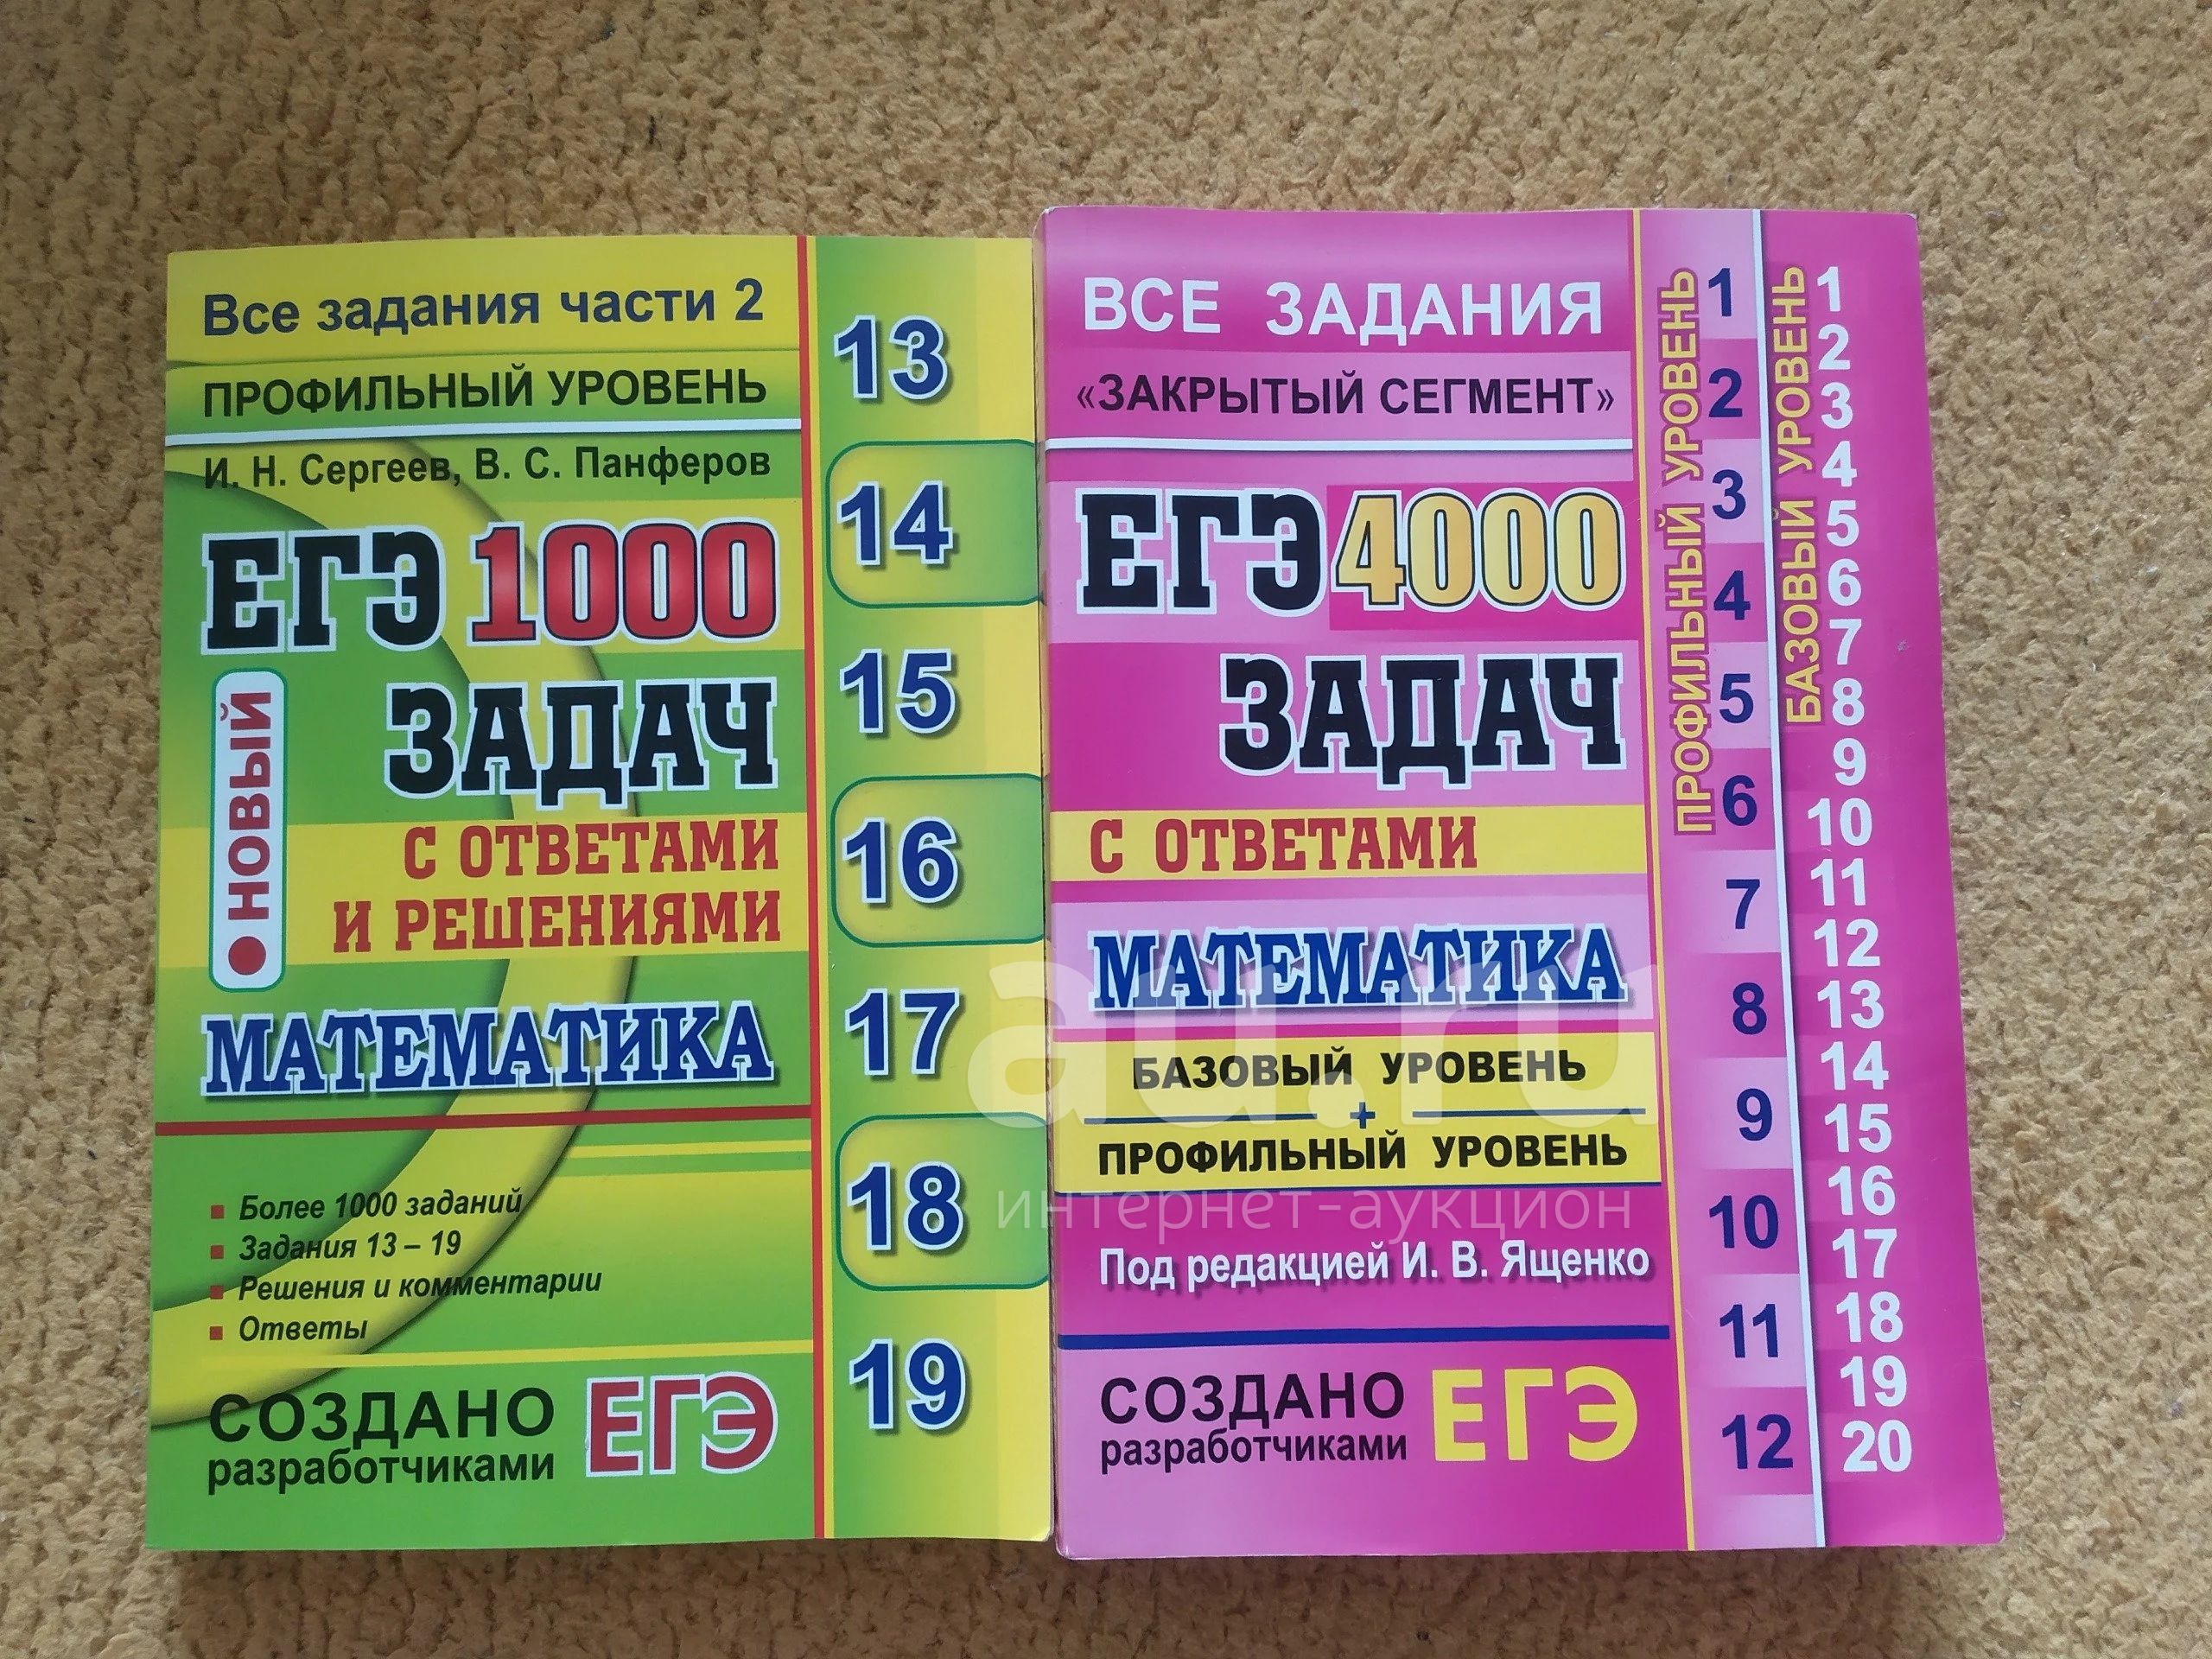 Все задания части 2
ПРОФИЛЬНЫЙ УРОВЕНЬ
И. Н. Сергеев, В. С. Панферов
ЕГЭ 1000
ЗАДАЧ
• НОВЫЙ
С ОТВЕТАМИ
И РЕШЕНИЯМИ
МАТЕМАТИКА
Более 1000 заданий
Задания 13 – 19
Решения и комментарии
Ответы
СОЗДАНО
разработчиками
ЕГЭ
13
14
15
16
17
18
19
ВСЕ ЗАДАНИЯ
«ЗАКРЫТЫЙ СЕГМЕНТ»
ЕГЭ 4000
ЗАДАЧ
С ОТВЕТАМИ
МАТЕМАТИКА
БАЗОВЫЙ УРОВЕНЬ
+
ПРОФИЛЬНЫЙ УРОВЕНЬ
Под редакцией И. В. Ященко
СОЗДАНО
разработчиками
ЕГЭ
ПРОФИЛЬНЫЙ УРОВЕНЬ
1
2
3
4
5
6
7
8
9
10
11
12
БАЗОВЫЙ УРОВЕНЬ
1
2
3
4
5
6
7
8
9
10
11
12
13
14
15
16
17
18
19
20
au.ru
интернет-аукцион